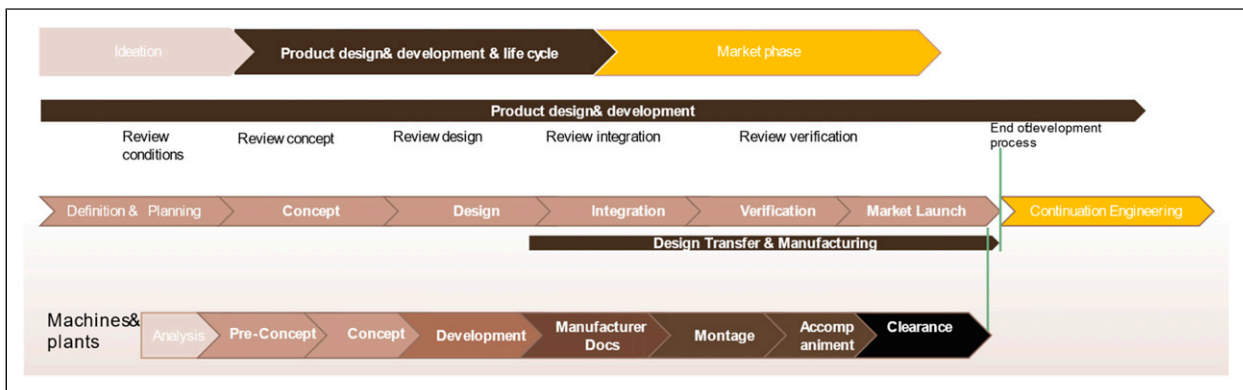 Ideation
Product design& development & life cycle
Market phase
Product design& development
Review
conditions
Review concept
Review design
Review integration
Review verification
End ofdevelopment
process
Definition & Planning
Concept
Design
Integration
Verification
Market Launch
Continuation Engineering
Design Transfer & Manufacturing
Machines&
plants
Analysis
Pre-Concept
Concept
Development
Manufacturer
Docs
Montage
Accomp
animent
Clearance